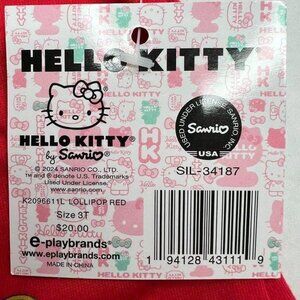 HELLO KITTY
HELLO KITTY®
by Sanrio®
© 2024 SANRIO CO., LTD.
™ and ® denote U.S. Trademarks
Used Under License.
www.sanrio.com
USED UNDER LICENSE
Sanrio
SANRIO, INC.
USA
SIL-34187
K2096611L LOLLIPOP RED
Size 3T
$20.00
e-playbrands™
www.eplaybrands.com
MADE IN CHINA
1 94128 43111 9